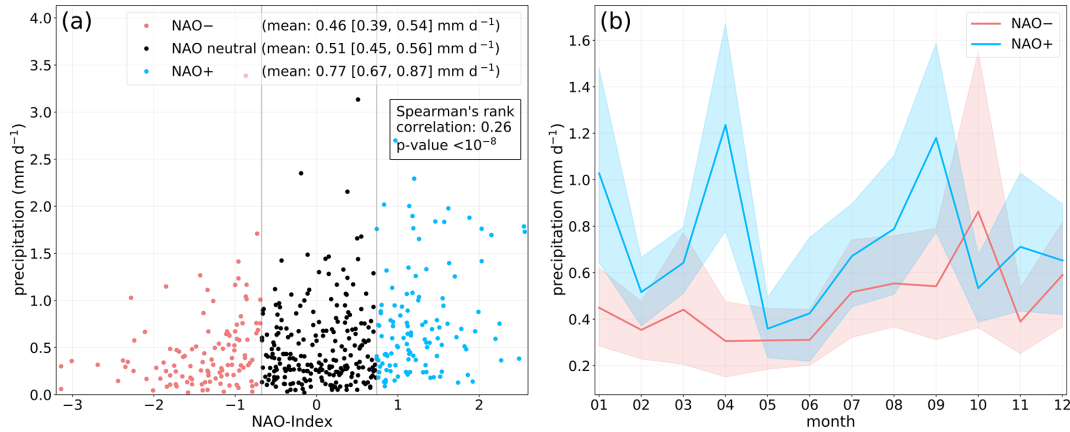 (a)
NAO− (mean: 0.46 [0.39, 0.54] mm d⁻¹)
NAO neutral (mean: 0.51 [0.45, 0.56] mm d⁻¹)
NAO+ (mean: 0.77 [0.67, 0.87] mm d⁻¹)
Spearman's rank
correlation: 0.26
p-value <10⁻⁸
precipitation (mm d⁻¹)
4.0
3.5
3.0
2.5
2.0
1.5
1.0
0.5
0.0
−3 −2 −1 0 1 2
NAO-Index
(b)
NAO−
NAO+
precipitation (mm d⁻¹)
1.6
1.4
1.2
1.0
0.8
0.6
0.4
0.2
01 02 03 04 05 06 07 08 09 10 11 12
month